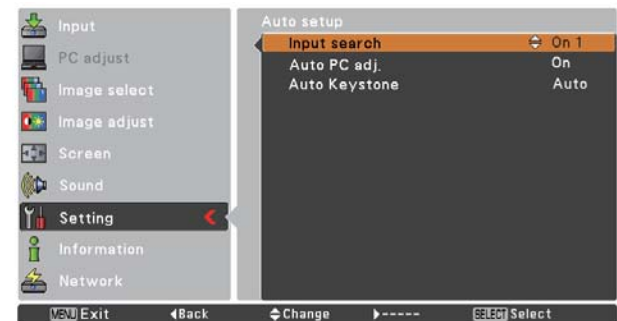 Input
PC adjust
Image select
Image adjust
Screen
Sound
Setting
Information
Network
Auto setup
Input search On 1
Auto PC adj. On
Auto Keystone Auto
MENU Exit Back Change ----- SELECT Select